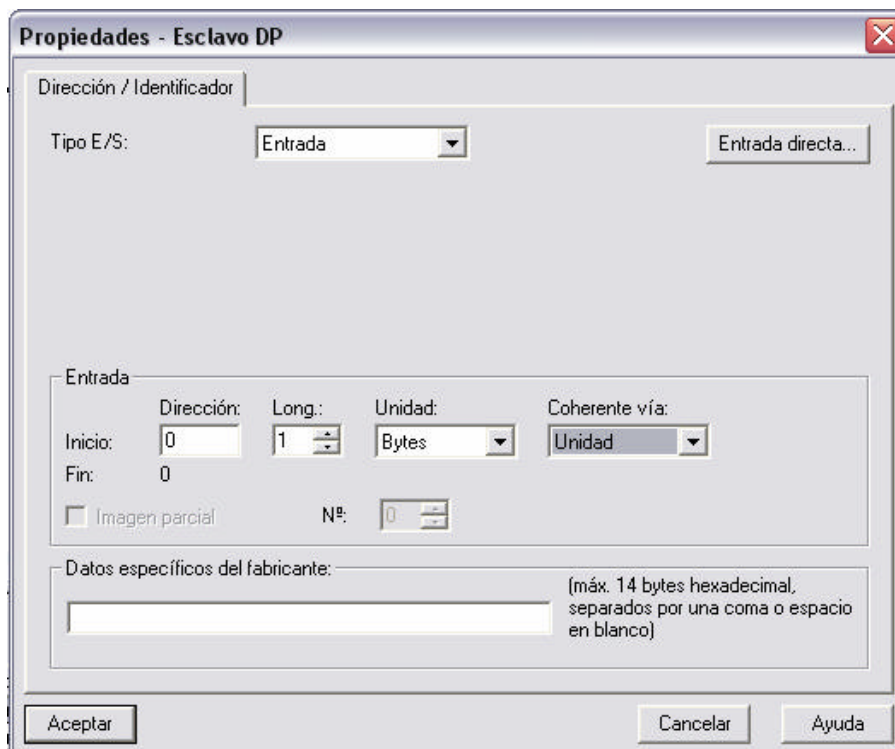 Propiedades - Esclavo DP
Dirección / Identificador
Tipo E/S:
Entrada
Entrada directa...
Entrada
Dirección: Long.: Unidad: Coherente vía:
Inicio: 0 1 Bytes Unidad
Fin: 0
Imagen parcial Nº: 0
Datos específicos del fabricante:
(máx. 14 bytes hexadecimal,
separados por una coma o espacio
en blanco)
Aceptar Cancelar Ayuda